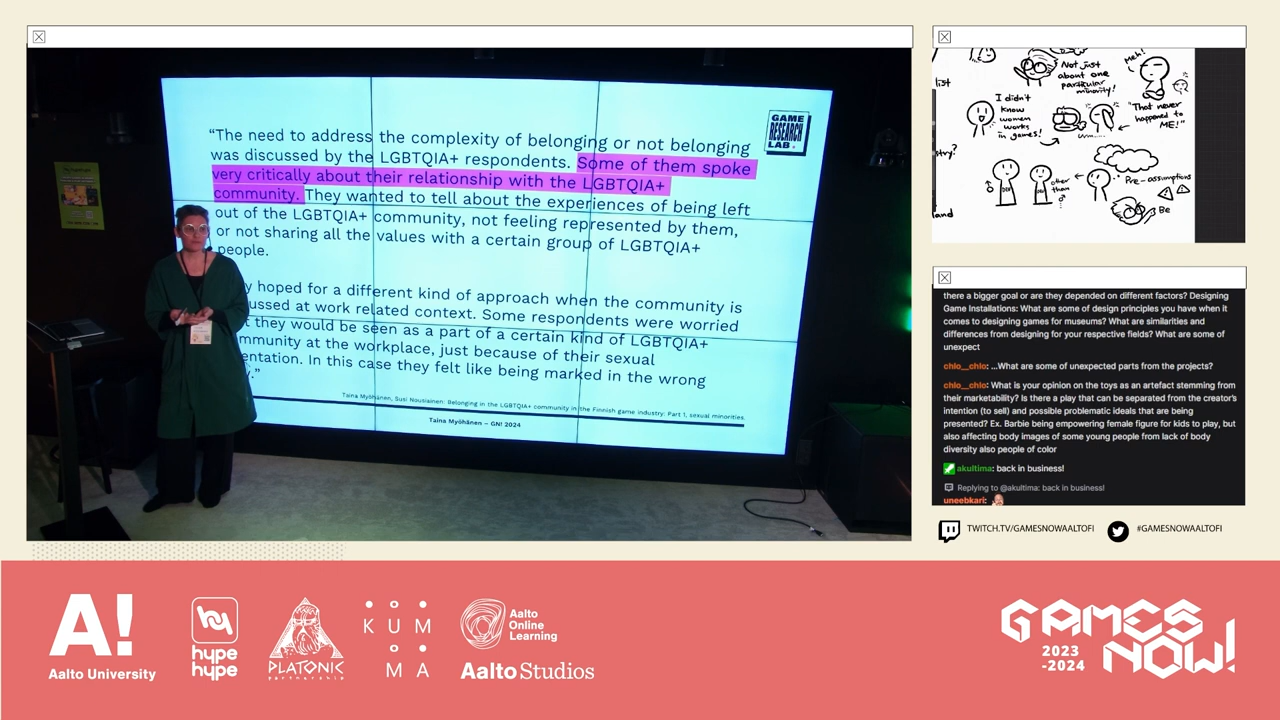 "The need to address the complexity of belonging or not belonging
was discussed by the LGBTQIA+ respondents. Some of them spoke
very critically about their relationship with the LGBTQIA+
community. They wanted to tell about the experiences of being left
out of the LGBTQIA+ community, not feeling represented by them,
or not sharing all the values with a certain group of LGBTQIA+
people.
y hoped for a different kind of approach when the community is
ussed at work related context. Some respondents were worried
t they would be seen as a part of a certain kind of LGBTQIA+
mmunity at the workplace, just because of their sexual
entation. In this case they felt like being marked in the wrong
."
Taina Myöhänen, Susi Nousiainen: Belonging in the LGBTQIA+ community in the Finnish game industry: Part 1, sexual minorities.
Taina Myöhänen – GN! 2024
GAME
RESEARCH
LAB
list
Not just
about one
particular
minority!
Meh!
I didn't
know
women
works
in games!
"That never
happened to
ME!"
stry?
other
than
Pre-assumptions
land
Be
there a bigger goal or are they depended on different factors? Designing
Game Installations: What are some of design principles you have when it
comes to designing games for museums? What are similarities and
differences from designing for your respective fields? What are some of
unexpect
chlo__chlo: ...What are some of unexpected parts from the projects?
chlo__chlo: What is your opinion on the toys as an artefact stemming from
their marketability? Is there a play that can be separated from the creator's
intention (to sell) and possible problematic ideals that are being
presented? Ex. Barbie being empowering female figure for kids to play, but
also affecting body images of some young people from lack of body
diversity also people of color
akultima: back in business!
Replying to @akultima: back in business!
uneebkari:
TWITCH.TV/GAMESNOWAALTOFI
#GAMESNOWAALTOFI
A!
Aalto University
hype
hype
PLATONIC
partnership
KUM
MA
Aalto
Online
Learning
Aalto Studios
GAMES
NOW!
2023
-2024